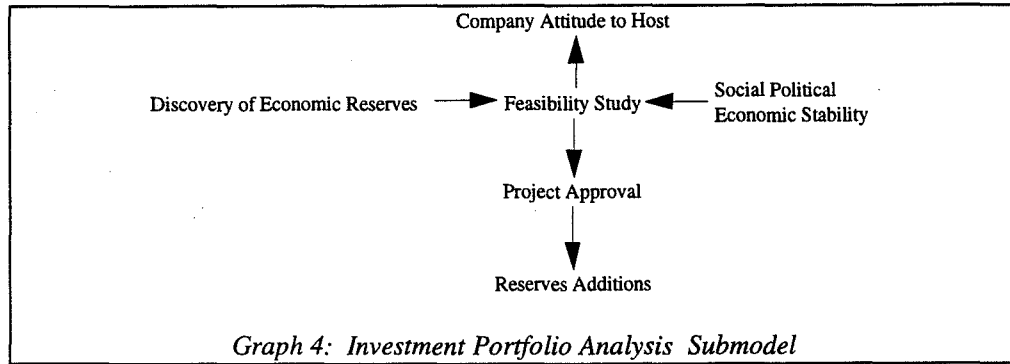 Company Attitude to Host
Discovery of Economic Reserves
Feasibility Study
Social Political
Economic Stability
Project Approval
Reserves Additions
Graph 4: Investment Portfolio Analysis Submodel